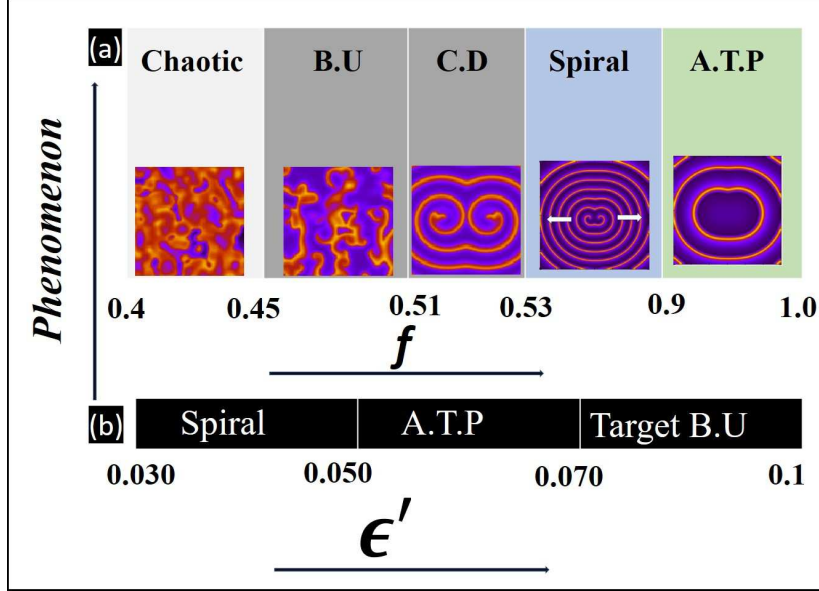 (a)
Chaotic B.U C.D Spiral A.T.P
Phenomenon
0.4 0.45 0.51 0.53 0.9 1.0
f
(b)
Spiral A.T.P Target B.U
0.030 0.050 0.070 0.1
ϵ′